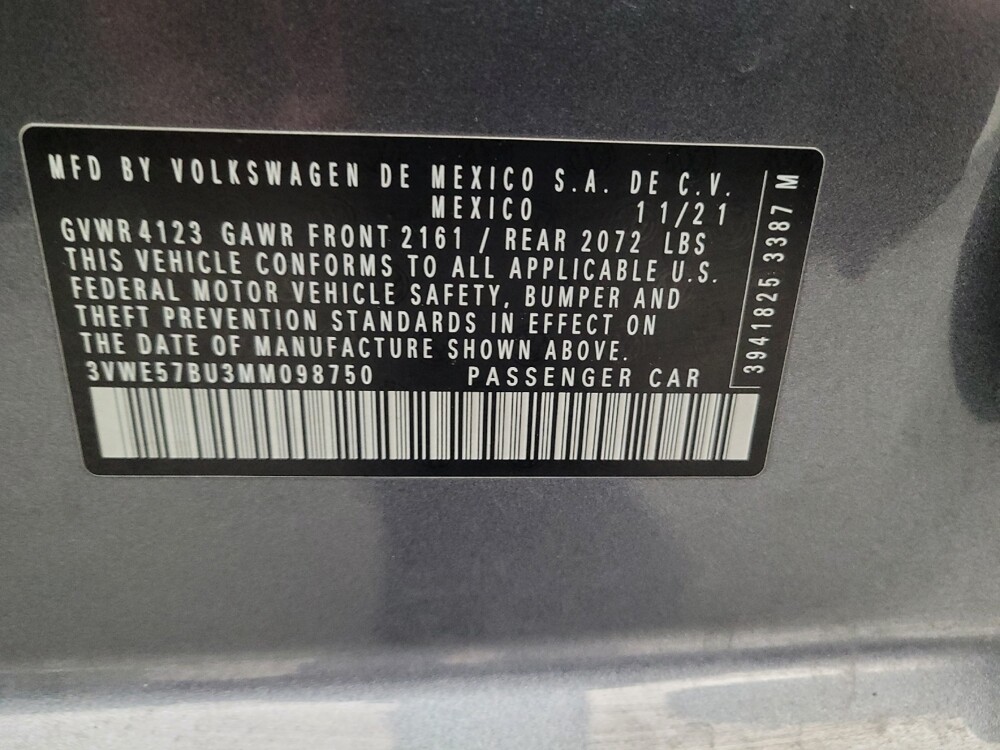 MFD BY VOLKSWAGEN DE MEXICO S.A. DE C.V.
MEXICO 11/21
GVWR 4123 GAWR FRONT 2161 / REAR 2072 LBS
THIS VEHICLE CONFORMS TO ALL APPLICABLE U.S.
FEDERAL MOTOR VEHICLE SAFETY, BUMPER AND
THEFT PREVENTION STANDARDS IN EFFECT ON
THE DATE OF MANUFACTURE SHOWN ABOVE.
3VWE57BU3MM098750 PASSENGER CAR
3941825 3387 M